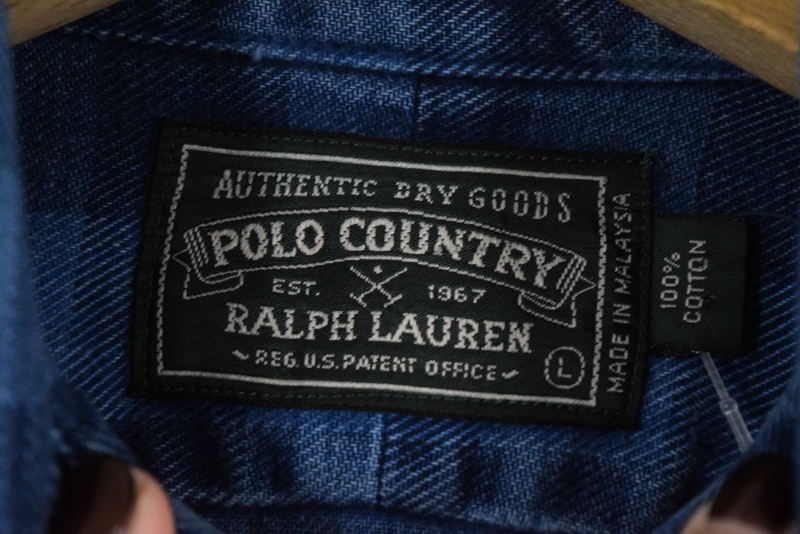 AUTHENTIC DRY GOODS
POLO COUNTRY
EST. 1967
RALPH LAUREN
REG. U.S. PATENT OFFICE
L
MADE IN MALAYSIA
100%
COTTON